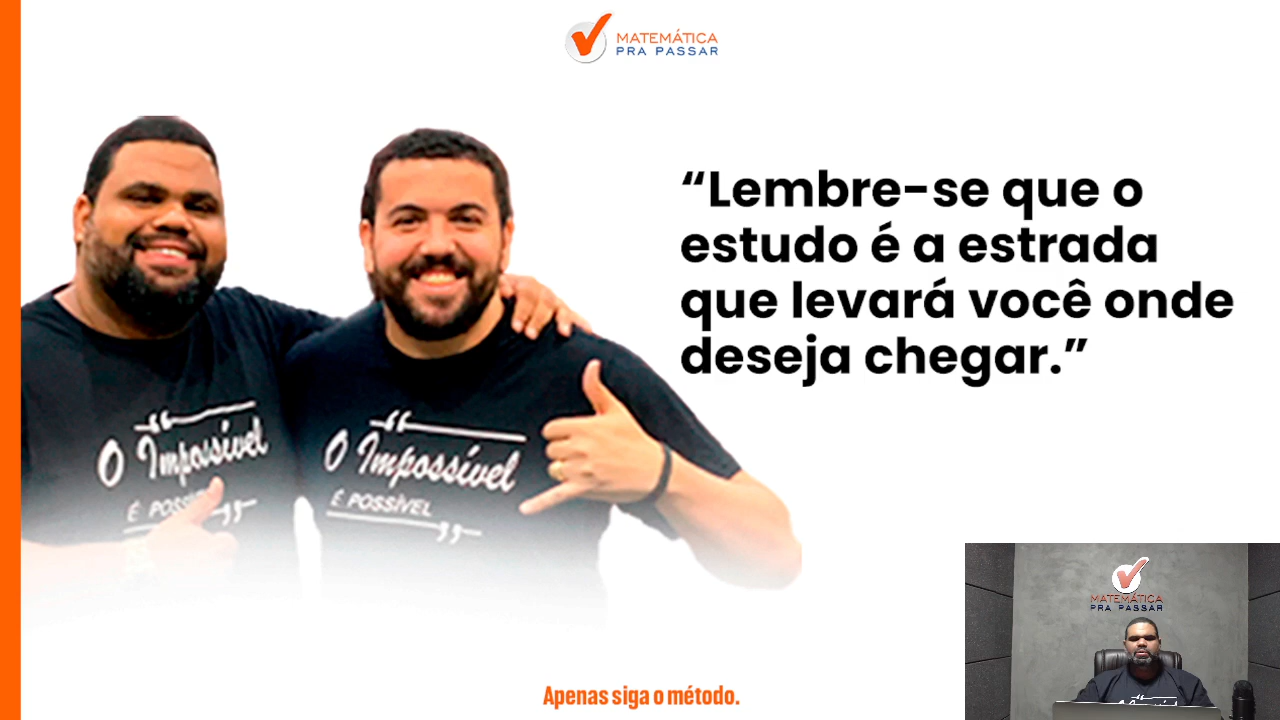 MATEMÁTICA
PRA PASSAR
“Lembre-se que o
estudo é a estrada
que levará você onde
deseja chegar.”
“ O Impossível
É POSSÍVEL ”
“ O Impossível
É POSSÍVEL ”
MATEMÁTICA
PRA PASSAR
Apenas siga o método.